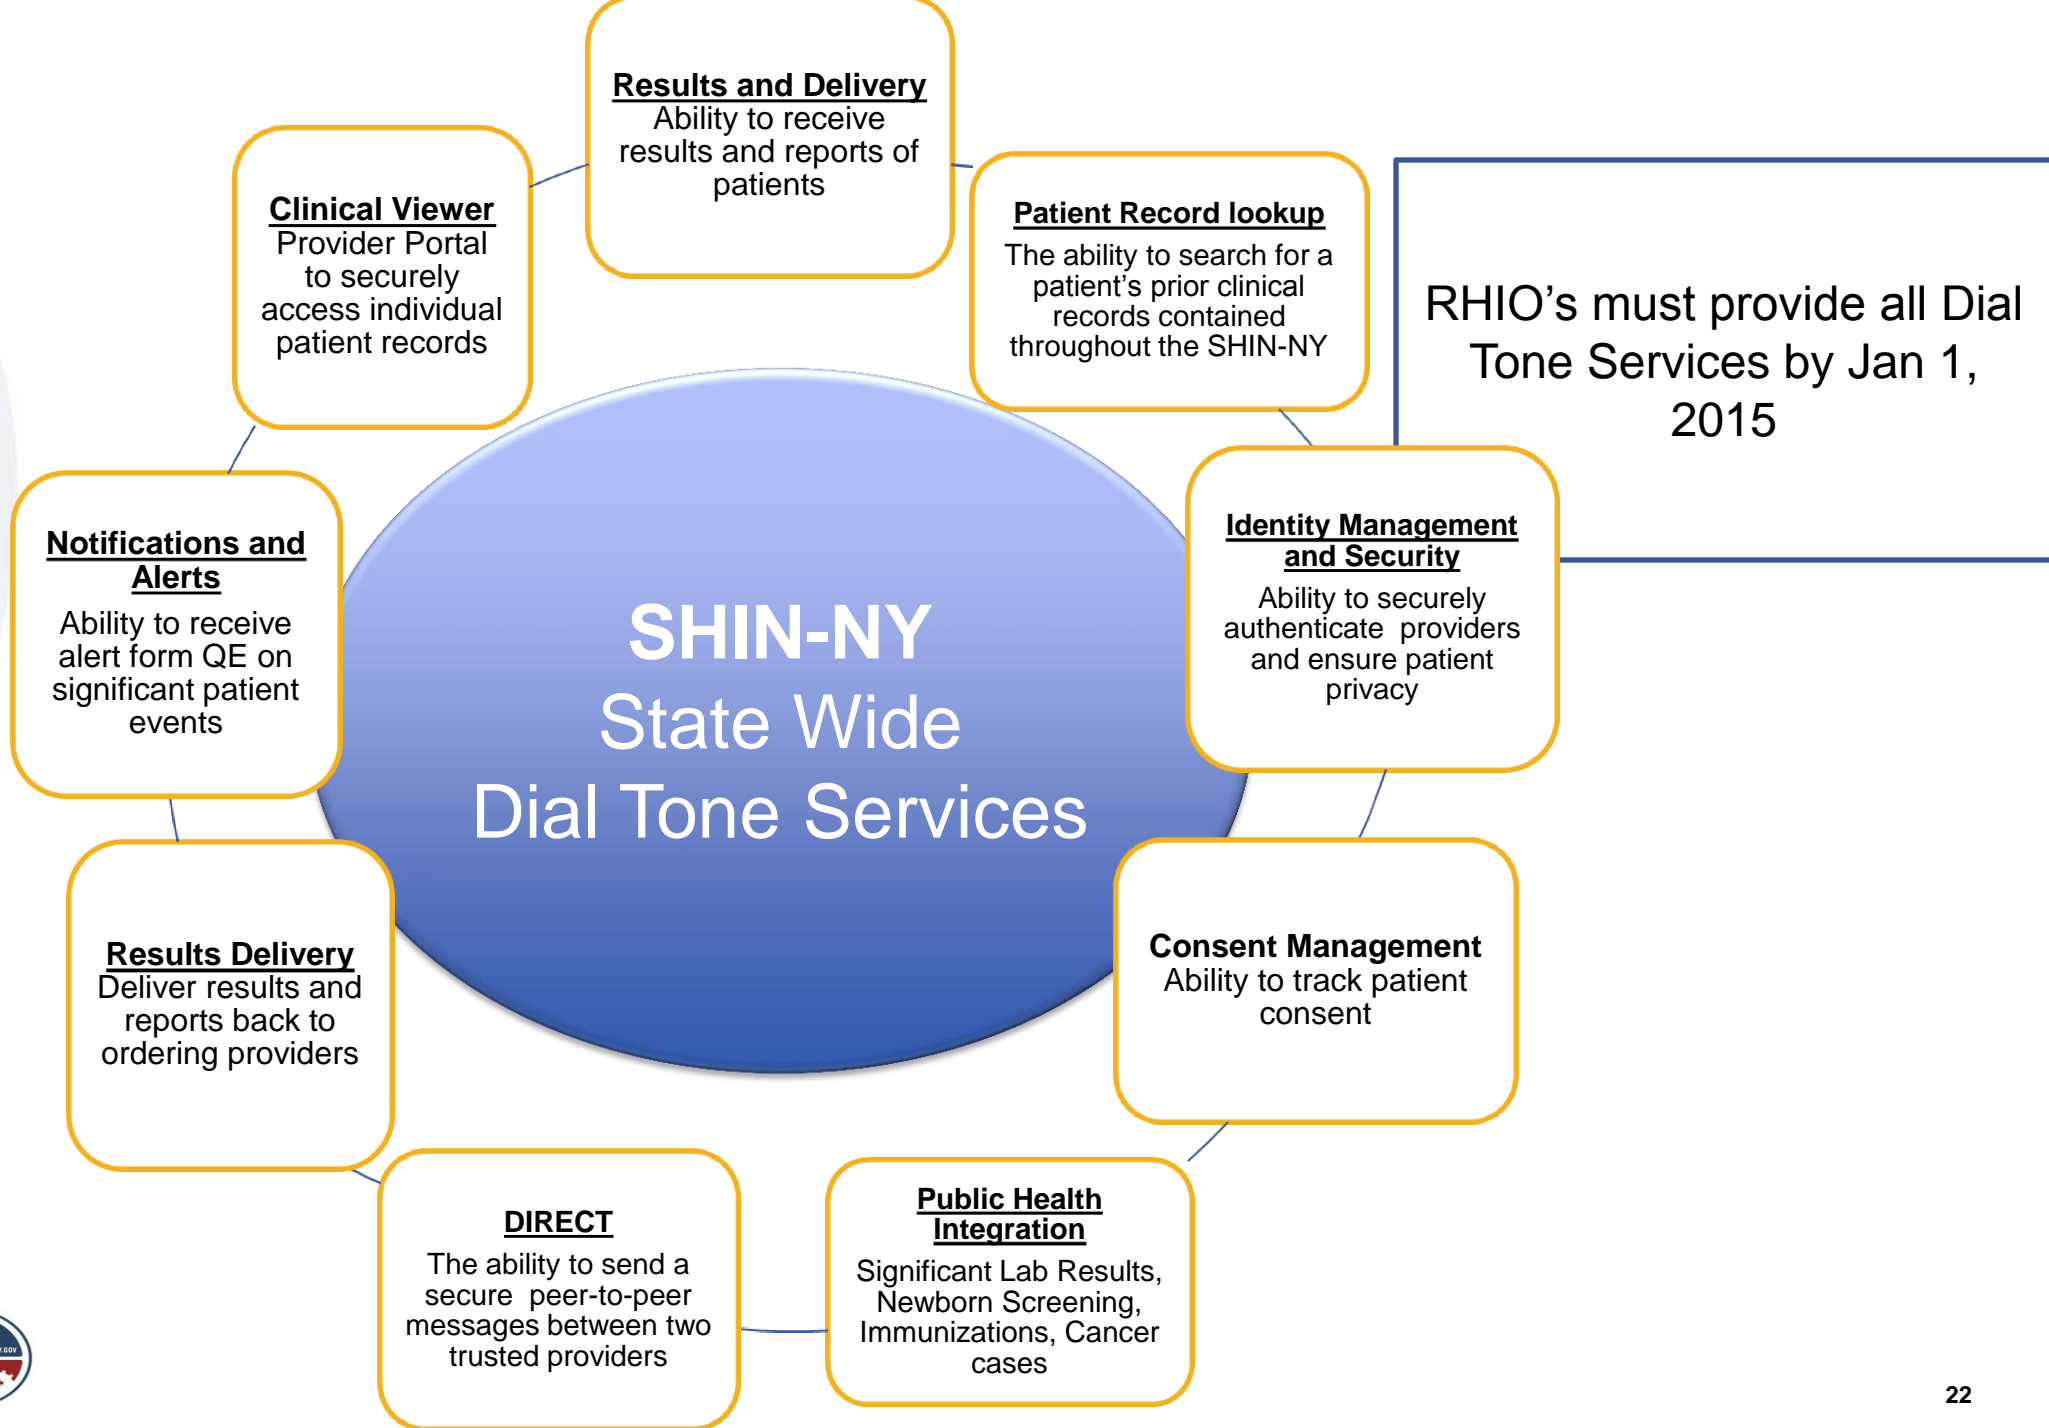 Results and Delivery
Ability to receive
results and reports of
patients
Clinical Viewer
Provider Portal
to securely
access individual
patient records
Patient Record lookup
The ability to search for a
patient’s prior clinical
records contained
throughout the SHIN-NY
RHIO’s must provide all Dial
Tone Services by Jan 1,
2015
Notifications and
Alerts
Ability to receive
alert form QE on
significant patient
events
SHIN-NY
State Wide
Dial Tone Services
Identity Management
and Security
Ability to securely
authenticate  providers
and ensure patient
privacy
Results Delivery
Deliver results and
reports back to
ordering providers
Consent Management
Ability to track patient
consent
DIRECT
The ability to send a
secure  peer-to-peer
messages between two
trusted providers
Public Health
Integration
Significant Lab Results,
Newborn Screening,
Immunizations, Cancer
cases
22